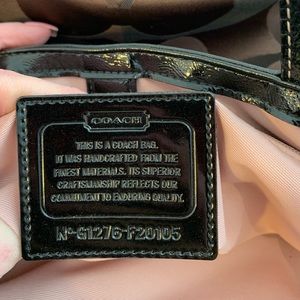 COACH
THIS IS A COACH BAG.
IT WAS HANDCRAFTED FROM THE
FINEST MATERIALS. ITS SUPERIOR
CRAFTSMANSHIP REFLECTS OUR
COMMITMENT TO ENDURING QUALITY.
Nº G1276-F20105